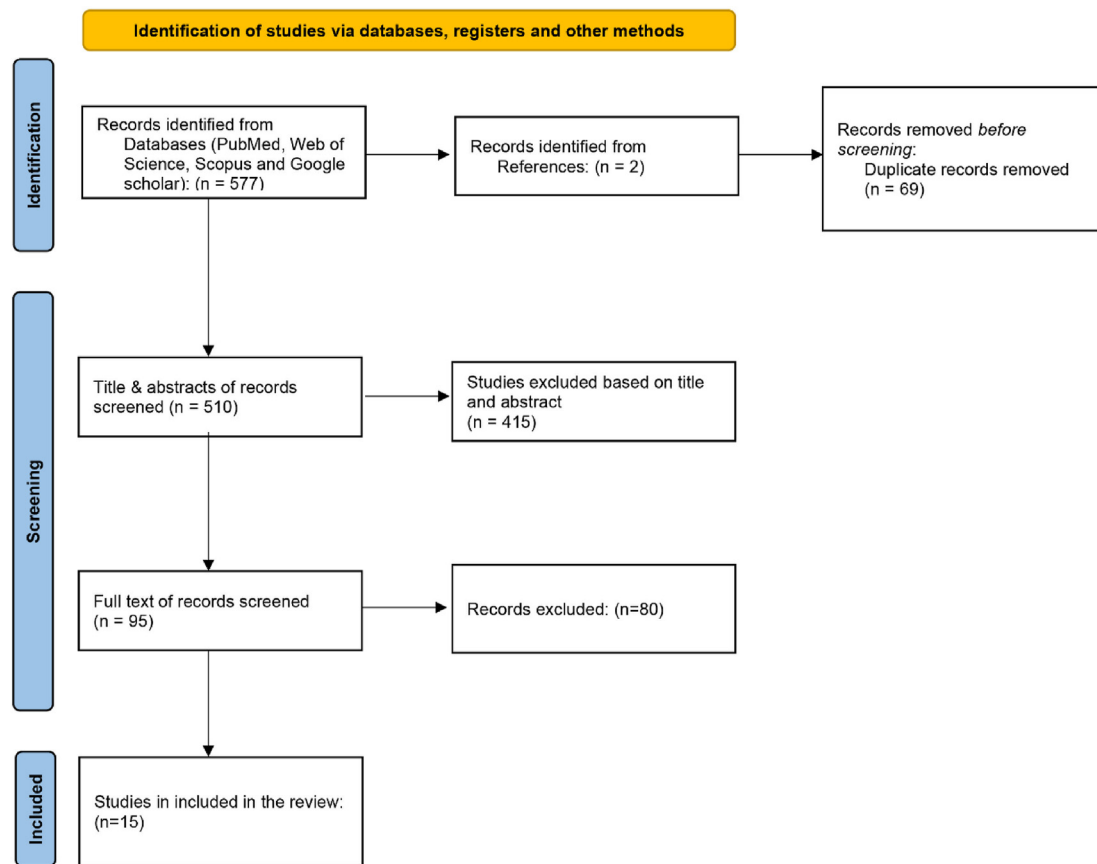 Identification of studies via databases, registers and other methods
Identification
Records identified from
Databases (PubMed, Web of
Science, Scopus and Google
scholar): (n = 577)
Records identified from
References: (n = 2)
Records removed before
screening:
Duplicate records removed
(n = 69)
Screening
Title & abstracts of records
screened (n = 510)
Studies excluded based on title
and abstract
(n = 415)
Full text of records screened
(n = 95)
Records excluded: (n=80)
Included
Studies in included in the review:
(n=15)